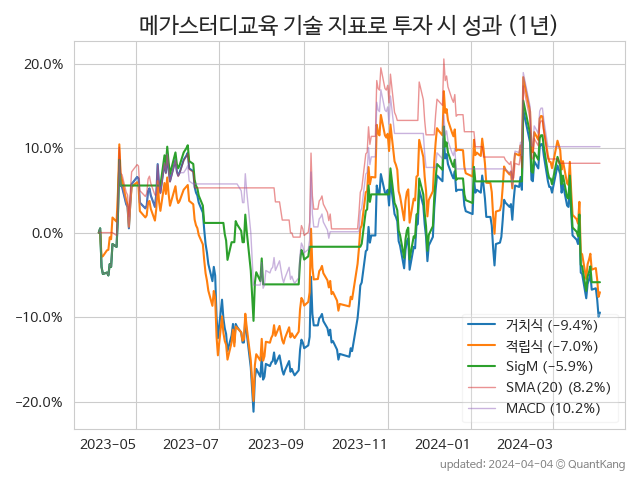 메가스터디교육 기술 지표로 투자 시 성과 (1년)
20.0%
10.0%
0.0%
−10.0%
−20.0%
거치식 (−9.4%)
적립식 (−7.0%)
SigM (−5.9%)
SMA(20) (8.2%)
MACD (10.2%)
2023−05 2023−07 2023−09 2023−11 2024−01 2024−03
updated: 2024−04−04 © QuantKang